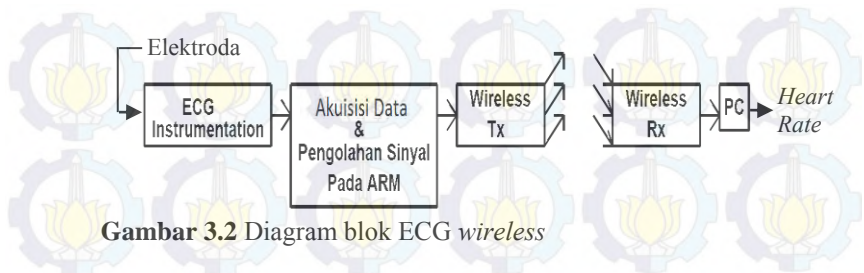 Elektroda
ECG
Instrumentation
Akuisisi Data
&
Pengolahan Sinyal
Pada ARM
Wireless
Tx
Wireless
Rx
PC
Heart
Rate
Gambar 3.2 Diagram blok ECG wireless